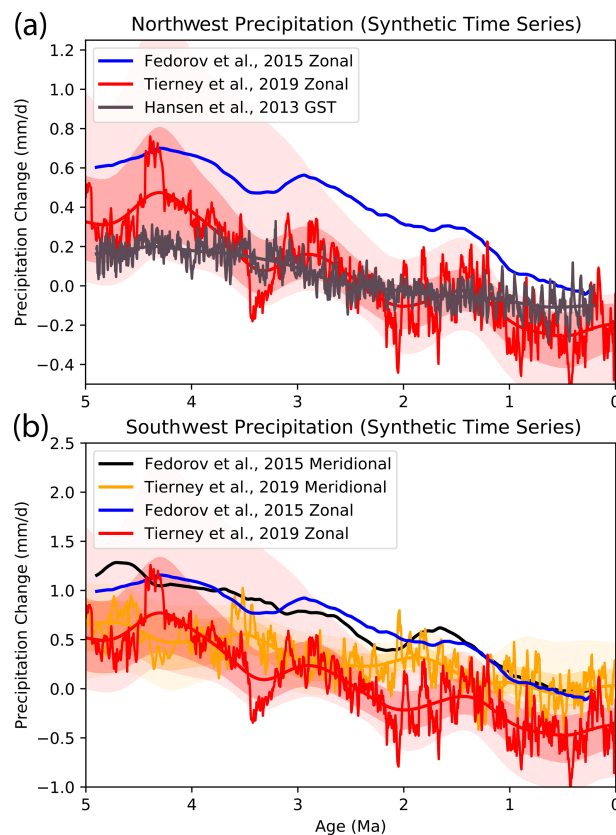 (a)
Northwest Precipitation (Synthetic Time Series)
Fedorov et al., 2015 Zonal
Tierney et al., 2019 Zonal
Hansen et al., 2013 GST
Precipitation Change (mm/d)
1.2
1.0
0.8
0.6
0.4
0.2
0.0
−0.2
−0.4
5
4
3
2
1
0
(b)
Southwest Precipitation (Synthetic Time Series)
Fedorov et al., 2015 Meridional
Tierney et al., 2019 Meridional
Fedorov et al., 2015 Zonal
Tierney et al., 2019 Zonal
Precipitation Change (mm/d)
2.5
2.0
1.5
1.0
0.5
0.0
−0.5
−1.0
5
4
3
2
1
0
Age (Ma)